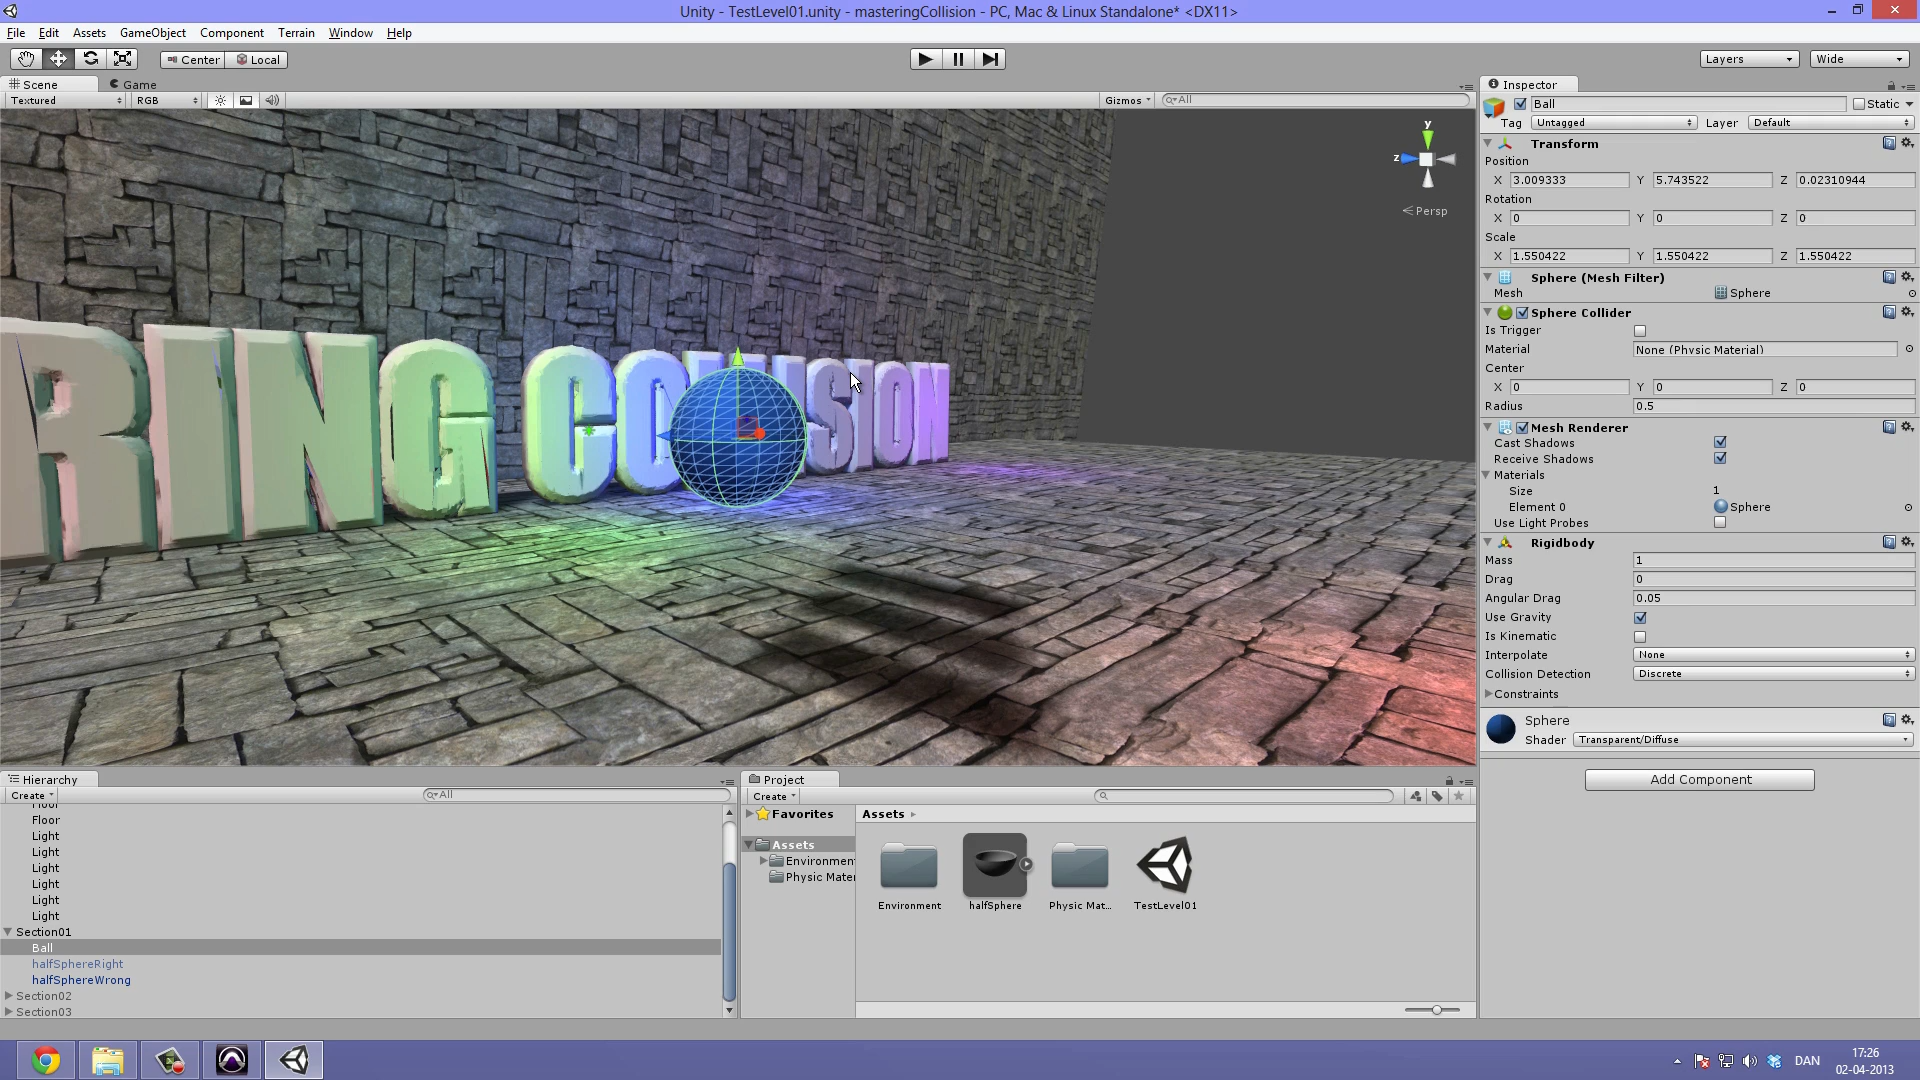 Unity - TestLevel01.unity - masteringCollision - PC, Mac & Linux Standalone* <DX11>
File Edit Assets GameObject Component Terrain Window Help
Center Local
Layers Wide
Scene Game
Textured RGB Gizmos All
y
z
Persp
RING COLLISION
Inspector
Ball Static
Tag Untagged Layer Default
Transform
Position
X 3.009333 Y 5.743522 Z 0.02310944
Rotation
X 0 Y 0 Z 0
Scale
X 1.550422 Y 1.550422 Z 1.550422
Sphere (Mesh Filter)
Mesh Sphere
Sphere Collider
Is Trigger
Material None (Physic Material)
Center
X 0 Y 0 Z 0
Radius 0.5
Mesh Renderer
Cast Shadows
Receive Shadows
Materials
Size 1
Element 0 Sphere
Use Light Probes
Rigidbody
Mass 1
Drag 0
Angular Drag 0.05
Use Gravity
Is Kinematic
Interpolate None
Collision Detection Discrete
Constraints
Sphere
Shader Transparent/Diffuse
Add Component
Hierarchy
Create All
Floor
Floor
Light
Light
Light
Light
Light
Light
Section01
Ball
halfSphereRight
halfSphereWrong
Section02
Section03
Project
Create
Favorites
Assets
Environmen
Physic Mate
Assets
Environment halfSphere Physic Mat... TestLevel01
DAN
17:26
02-04-2013